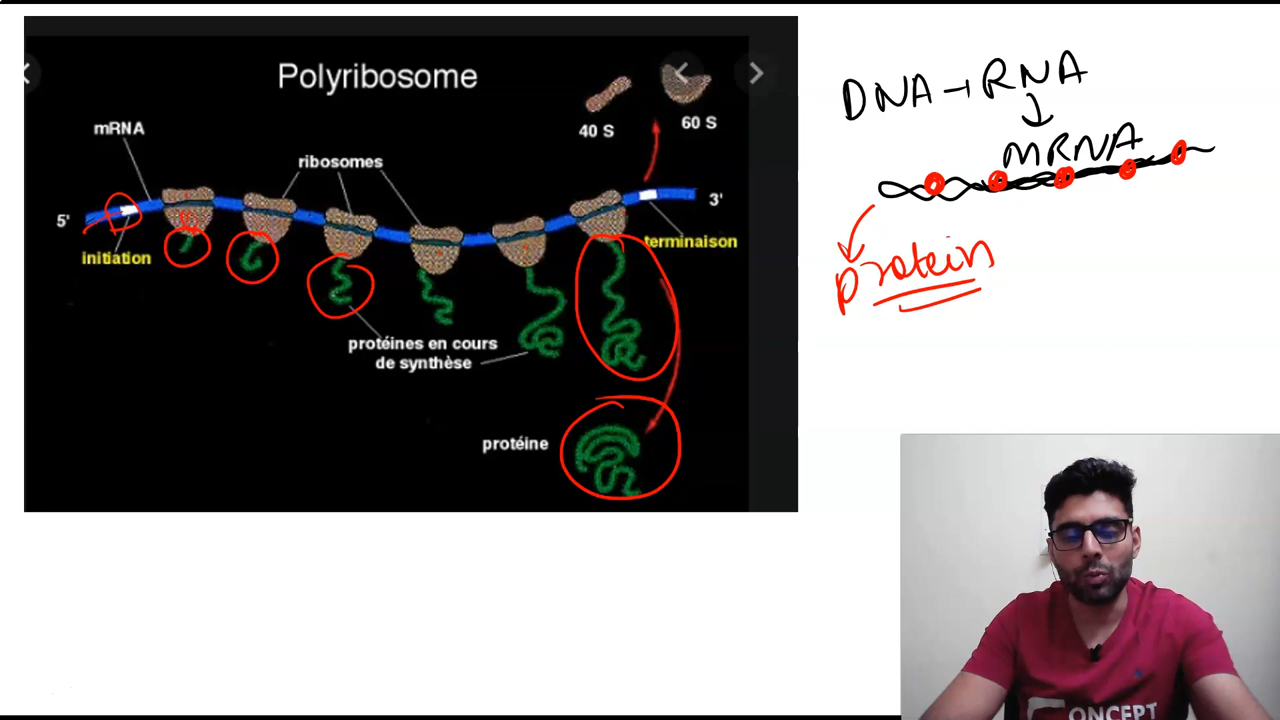 Polyribosome
mRNA
40 S
60 S
ribosomes
5'
3'
initiation
terminaison
protéines en cours
de synthèse
protéine
DNA → RNA
↓
mRNA
protein
ONCEPT